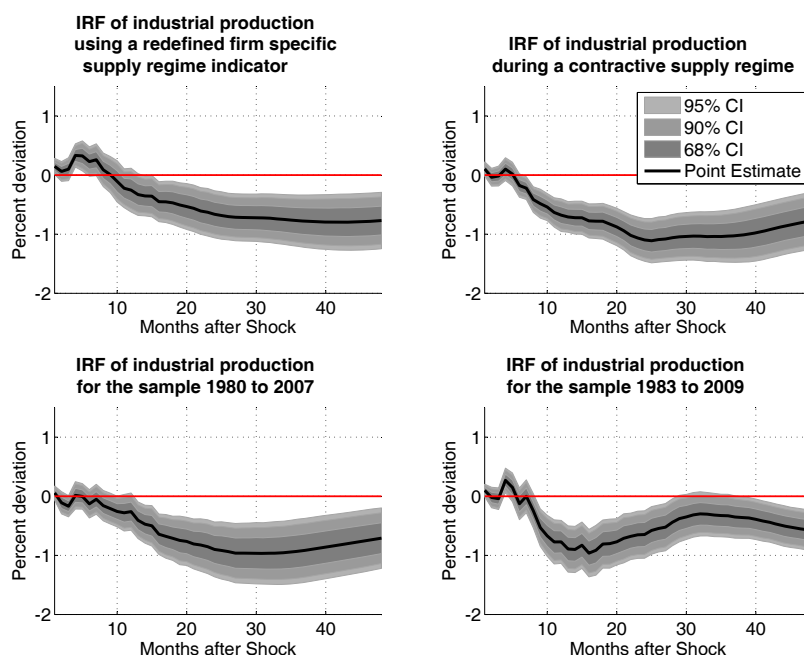 IRF of industrial production
using a redefined firm specific
supply regime indicator
Percent deviation
1
0
-1
-2
10
20
30
40
Months after Shock
IRF of industrial production
during a contractive supply regime
95% CI
90% CI
68% CI
Point Estimate
Percent deviation
1
0
-1
-2
10
20
30
40
Months after Shock
IRF of industrial production
for the sample 1980 to 2007
Percent deviation
1
0
-1
-2
10
20
30
40
Months after Shock
IRF of industrial production
for the sample 1983 to 2009
Percent deviation
1
0
-1
-2
10
20
30
40
Months after Shock